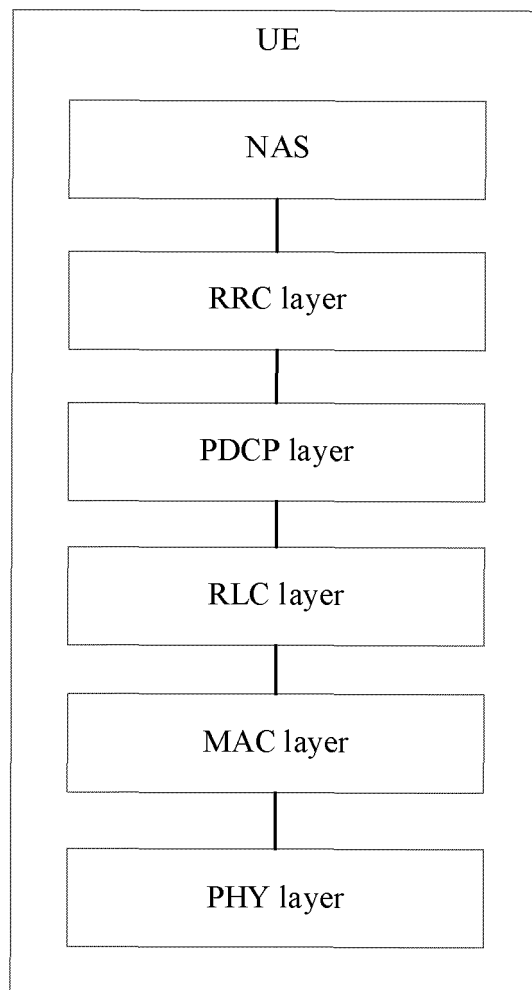 UE
NAS
RRC layer
PDCP layer
RLC layer
MAC layer
PHY layer